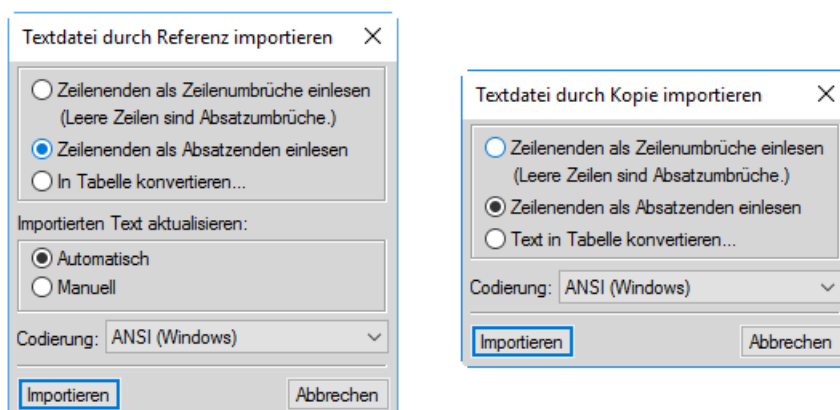 Textdatei durch Referenz importieren
Zeilenenden als Zeilenumbrüche einlesen
(Leere Zeilen sind Absatzumbrüche.)
Zeilenenden als Absatzenden einlesen
In Tabelle konvertieren...
Importierten Text aktualisieren:
Automatisch
Manuell
Codierung: ANSI (Windows)
Importieren Abbrechen
Textdatei durch Kopie importieren
Zeilenenden als Zeilenumbrüche einlesen
(Leere Zeilen sind Absatzumbrüche.)
Zeilenenden als Absatzenden einlesen
Text in Tabelle konvertieren...
Codierung: ANSI (Windows)
Importieren Abbrechen